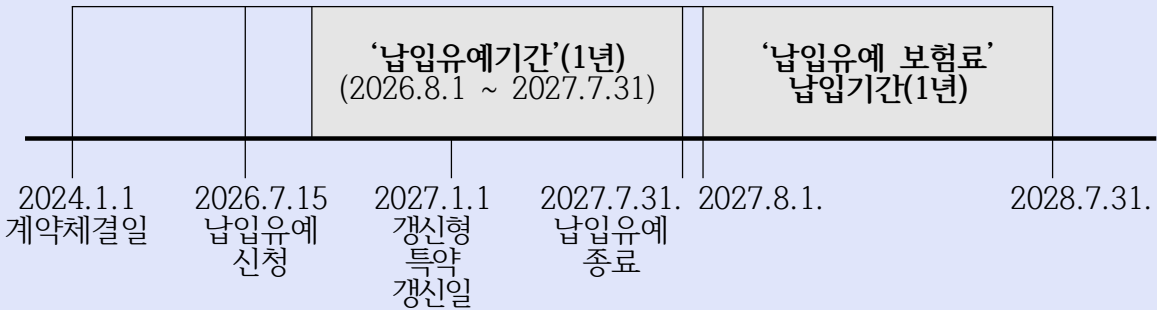 ‘납입유예기간’(1년)
(2026.8.1 ~ 2027.7.31)
‘납입유예 보험료’
납입기간(1년)
2024.1.1
계약체결일
2026.7.15
납입유예
신청
2027.1.1
갱신형
특약
갱신일
2027.7.31.
납입유예
종료
2027.8.1.
2028.7.31.